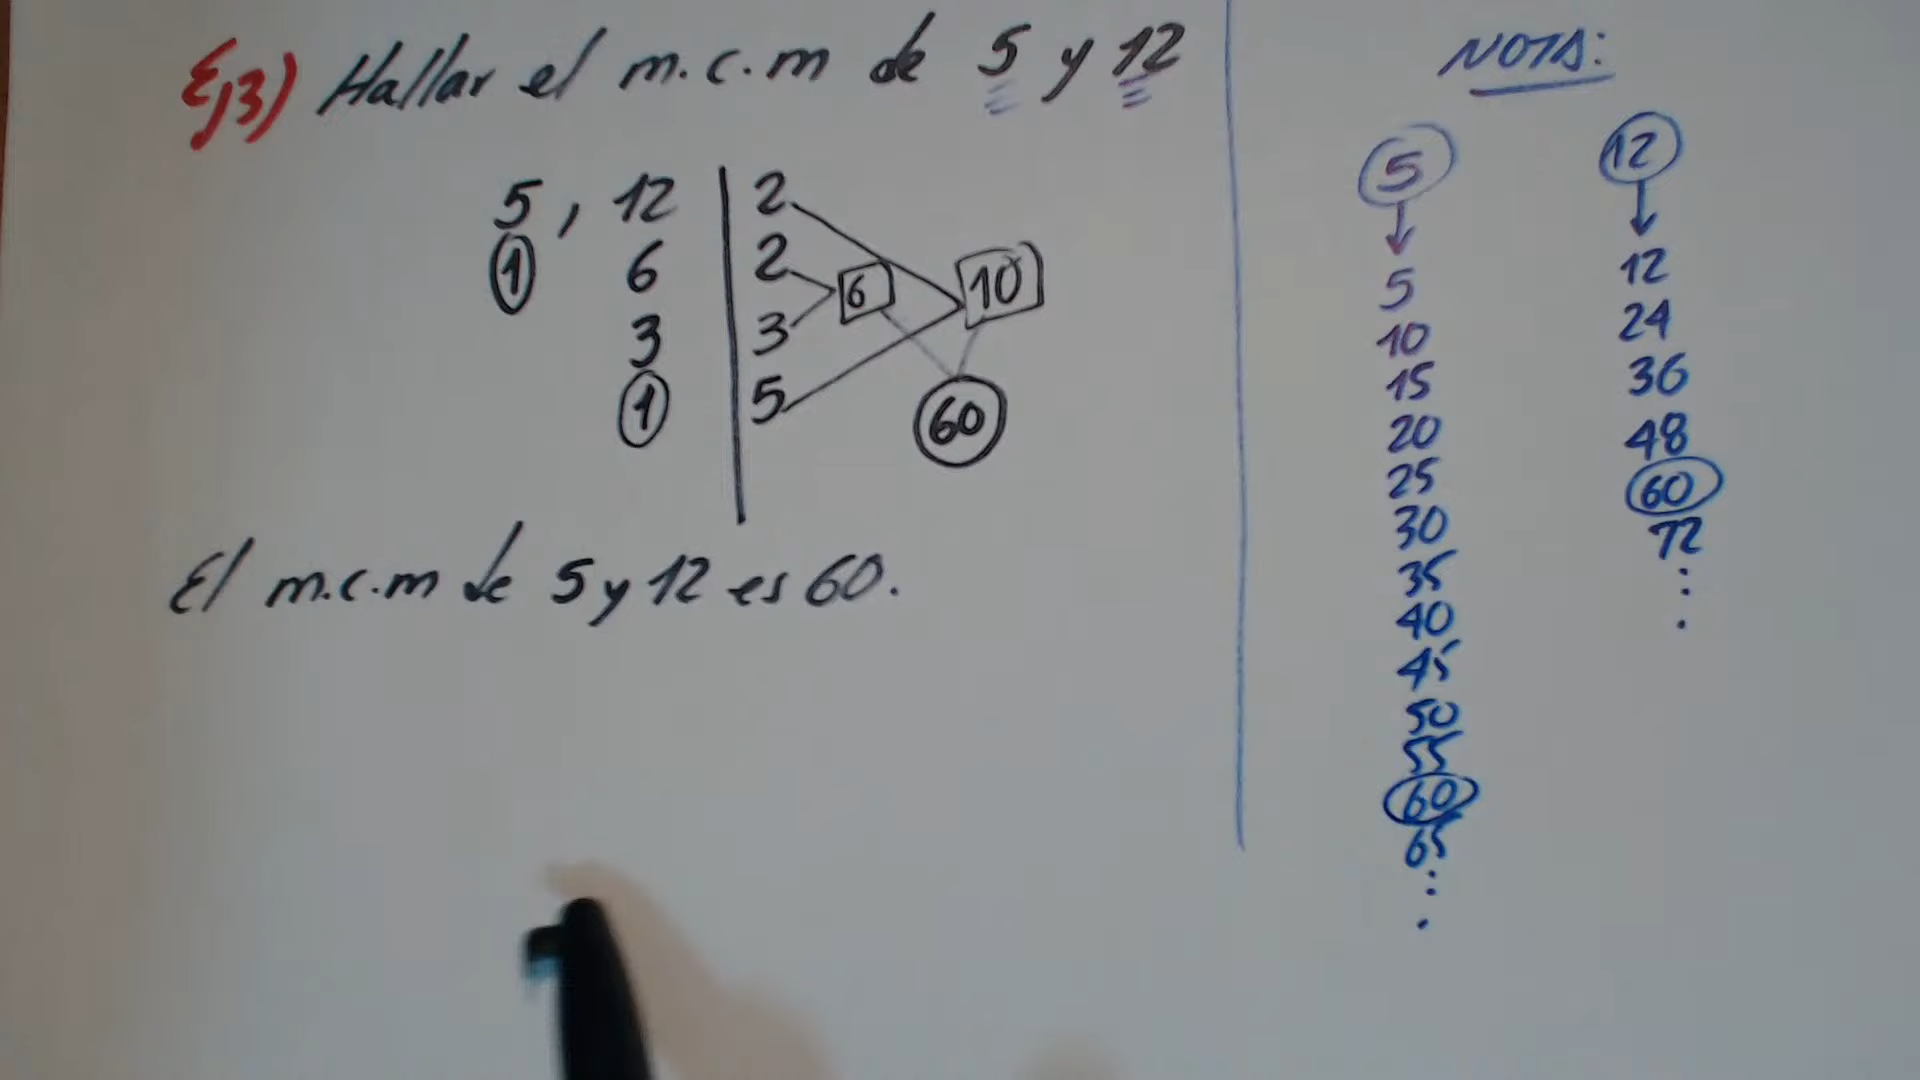 Ej3) Hallar el m.c.m de 5 y 12
5, 12 | 2
1 6 | 2 6 10
3 | 3
1 | 5 60
El m.c.m de 5 y 12 es 60.
NOTA:
5 12
5 12
10 24
15 36
20 48
25 60
30 72
35 :
40 .
45
50
55
60
65
:
.